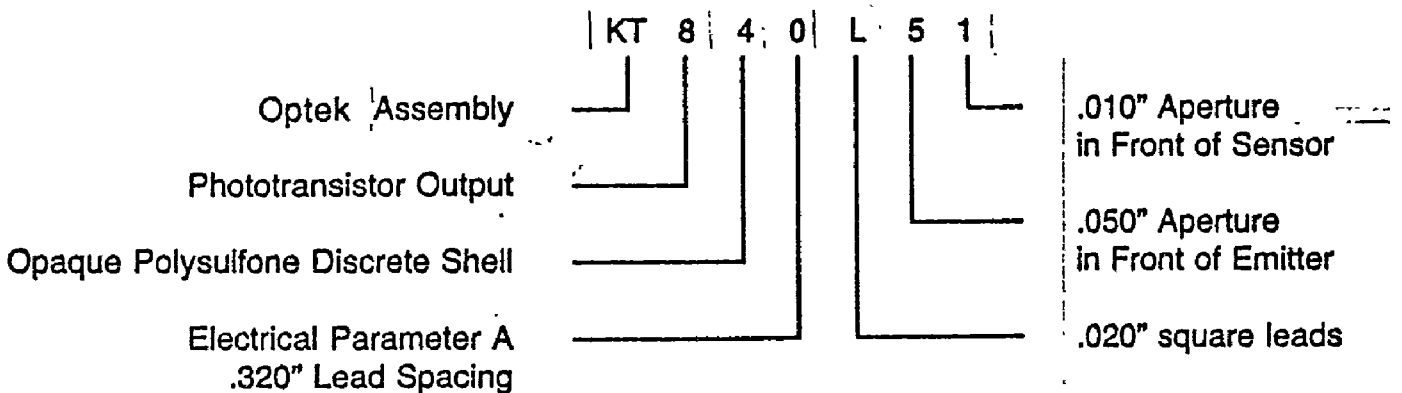 KT 8 4 0 L 5 1
Optek Assembly
Phototransistor Output
Opaque Polysulfone Discrete Shell
Electrical Parameter A
.320" Lead Spacing
.010" Aperture
in Front of Sensor
.050" Aperture
in Front of Emitter
.020" square leads